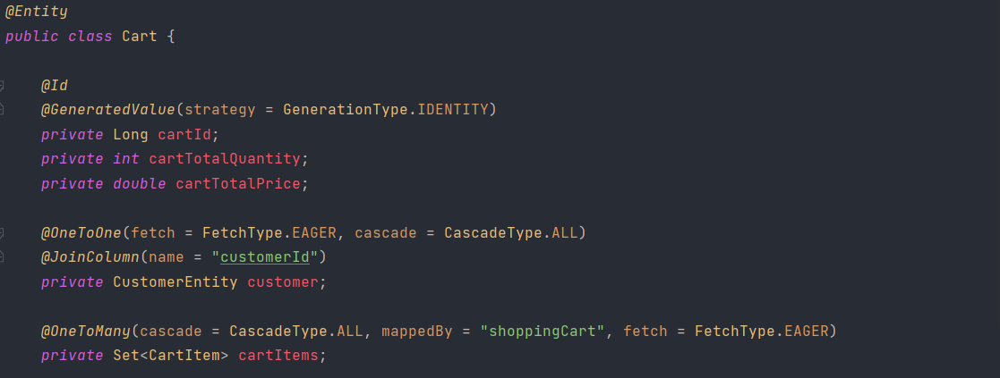 @Entity
public class Cart {
@Id
@GeneratedValue(strategy = GenerationType.IDENTITY)
private Long cartId;
private int cartTotalQuantity;
private double cartTotalPrice;
@OneToOne(fetch = FetchType.EAGER, cascade = CascadeType.ALL)
@JoinColumn(name = "customerId")
private CustomerEntity customer;
@OneToMany(cascade = CascadeType.ALL, mappedBy = "shoppingCart", fetch = FetchType.EAGER)
private Set<CartItem> cartItems;